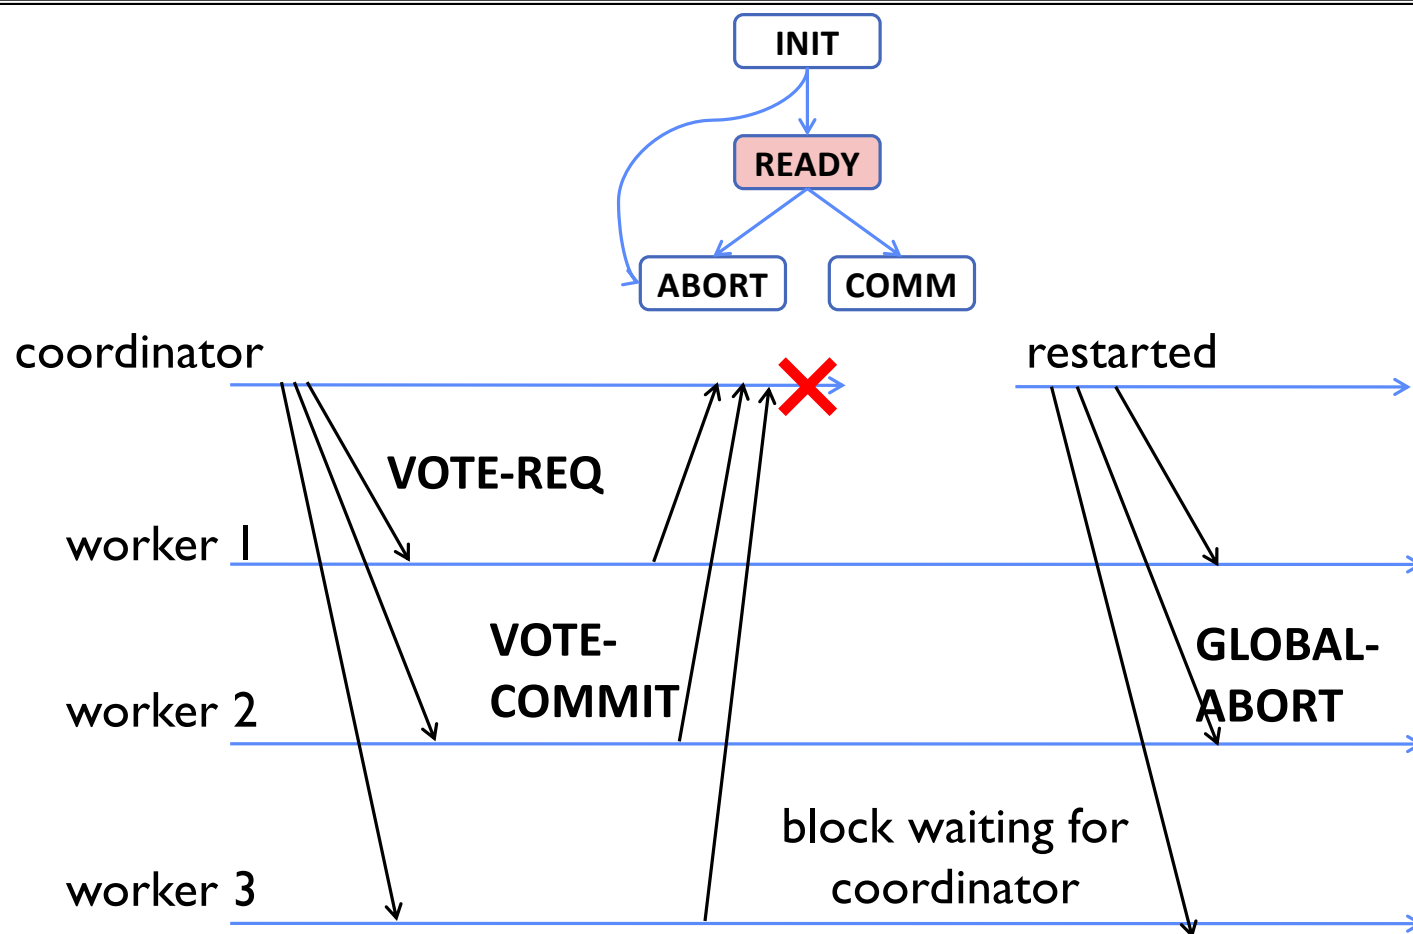 INIT
READY
ABORT
COMM
coordinator
restarted
VOTE-REQ
worker 1
VOTE-
COMMIT
GLOBAL-
ABORT
worker 2
block waiting for
coordinator
worker 3